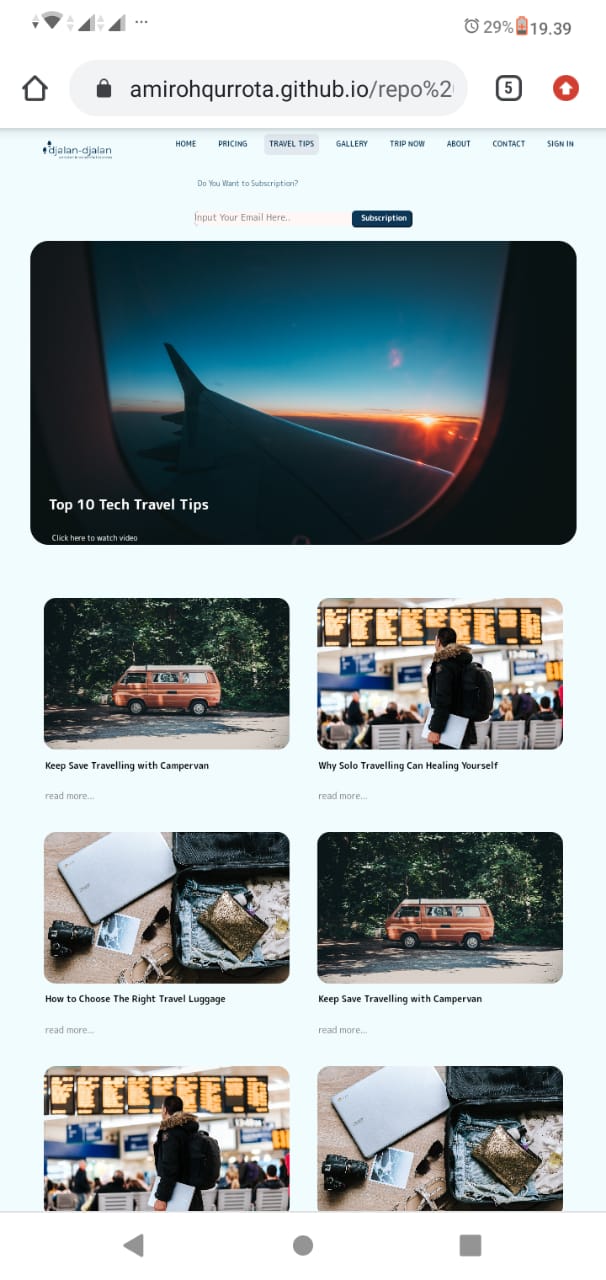 29% 19.39
amirohqurrota.github.io/repo%2
5
djalan-djalan
HOME PRICING TRAVEL TIPS GALLERY TRIP NOW ABOUT CONTACT SIGN IN
Do You Want to Subscription?
Input Your Email Here.. Subscription
Top 10 Tech Travel Tips
Click here to watch video
Keep Save Travelling with Campervan
read more...
Why Solo Travelling Can Healing Yourself
read more...
How to Choose The Right Travel Luggage
read more...
Keep Save Travelling with Campervan
read more...